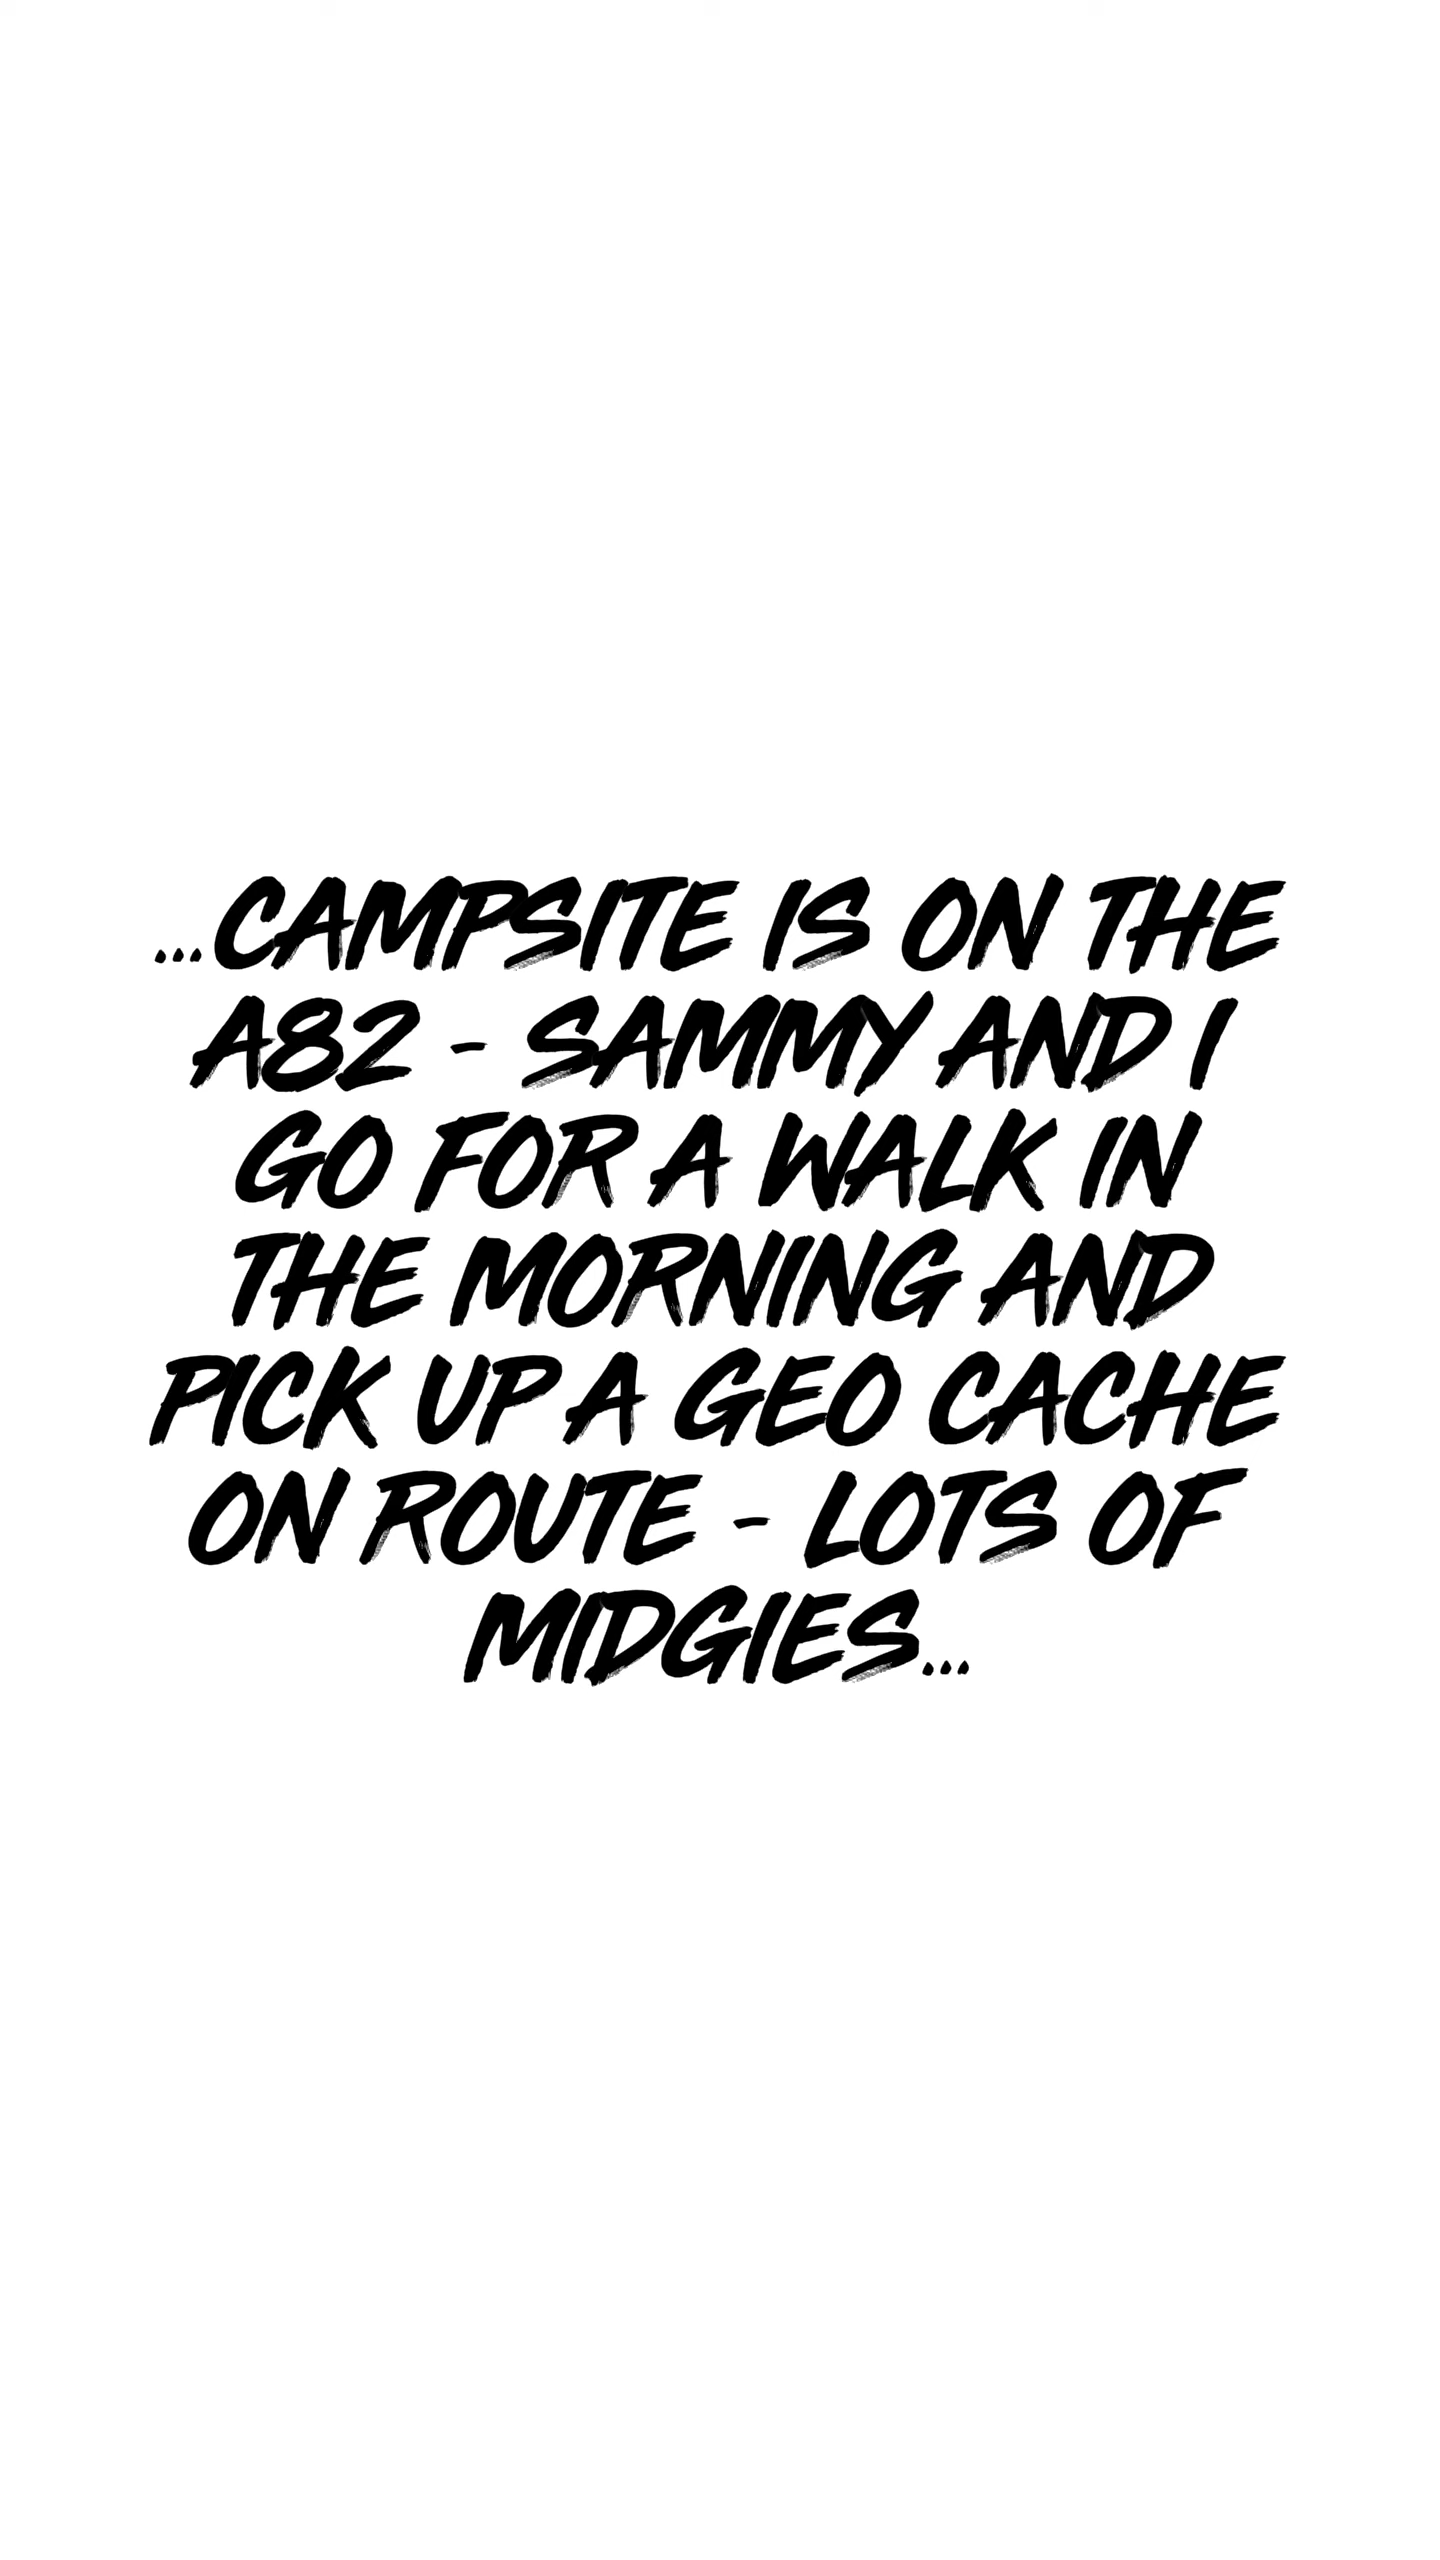 ...CAMPSITE IS ON THE
A82 - SAMMY AND I
GO FOR A WALK IN
THE MORNING AND
PICK UP A GEO CACHE
ON ROUTE - LOTS OF
MIDGIES...